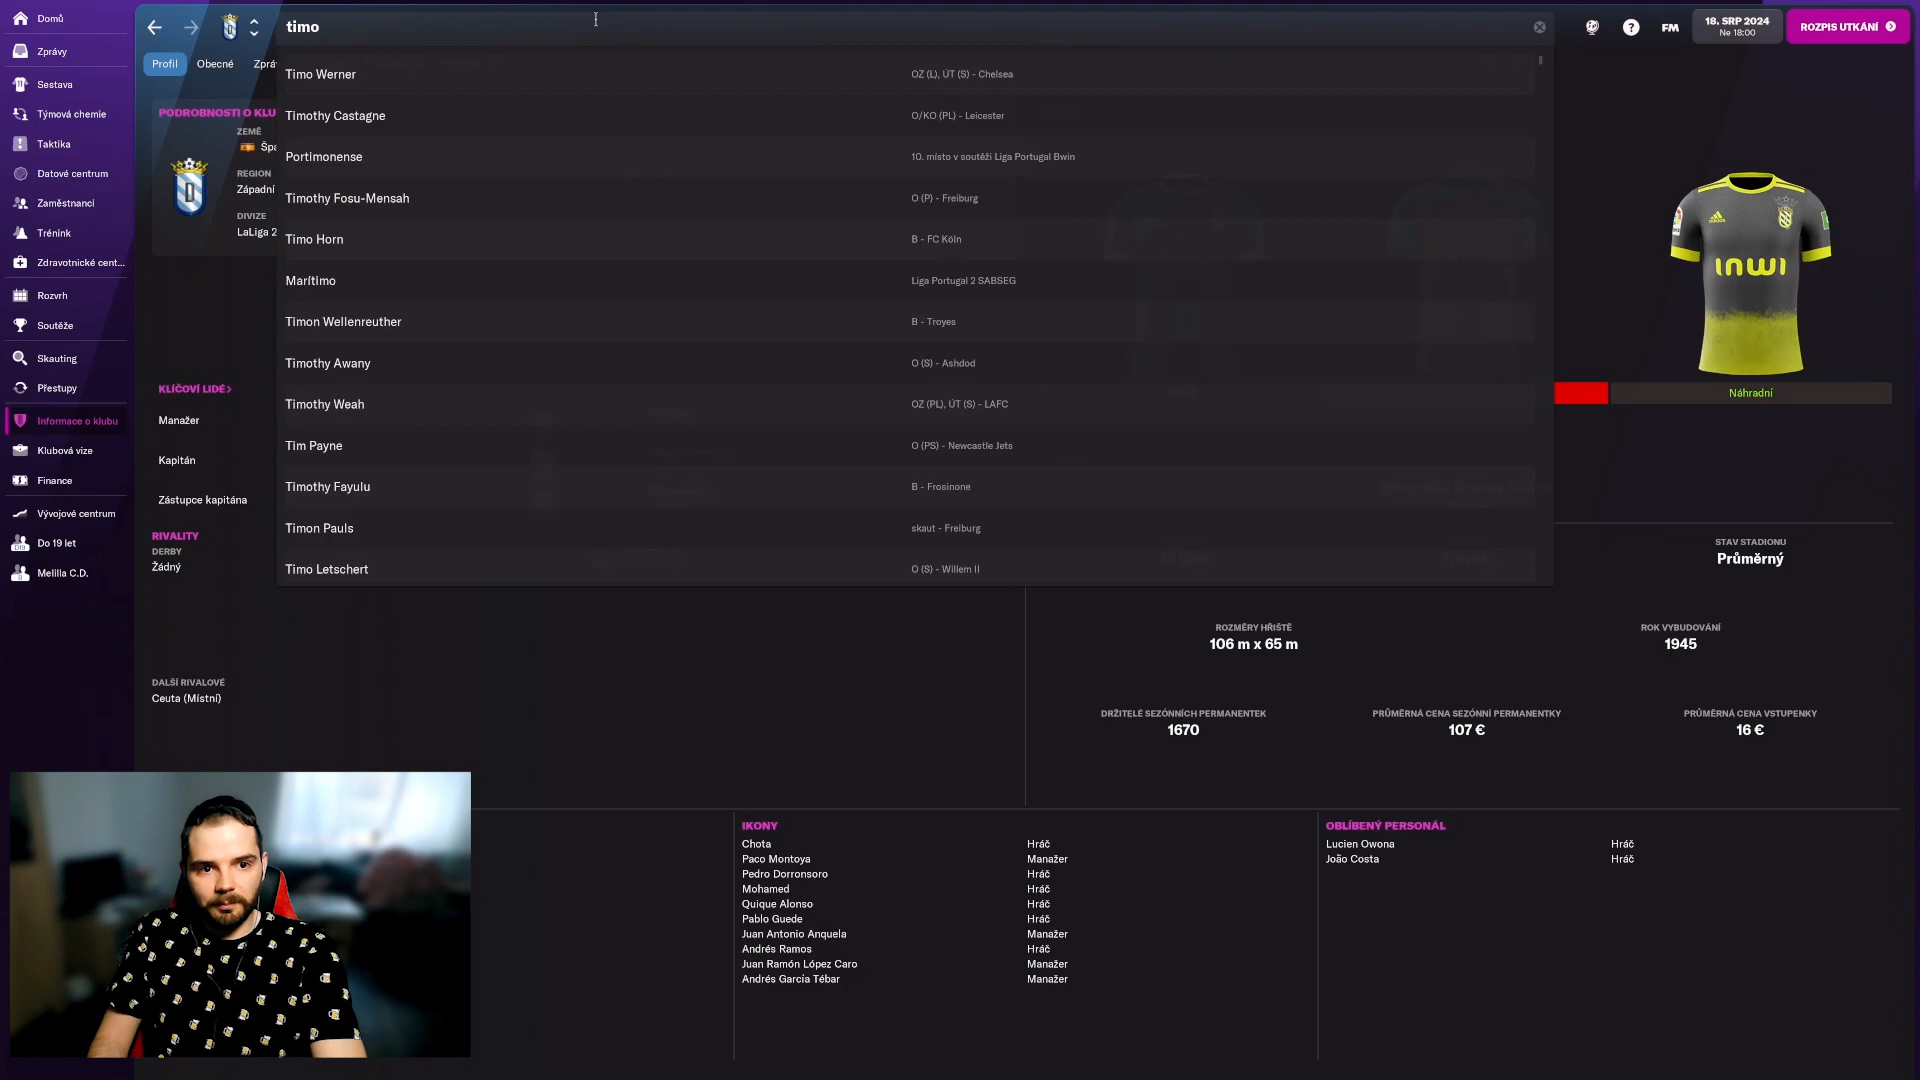 Domů
Zprávy
Sestava
Týmová chemie
Taktika
Datové centrum
Zaměstnanci
Trénink
Zdravotnické cent...
Rozvrh
Soutěže
Skauting
Přestupy
Informace o klubu
Klubová vize
Finance
Vývojové centrum
Do 19 let
Melilla C.D.
timo
FM
18. SRP 2024
Ne 18:00
ROZPIS UTKÁNÍ
Profil
Obecné
Zpráv
PODROBNOSTI O KLU
ZEMĚ
Špa
REGION
Západní
DIVIZE
LaLiga 2
Timo Werner
OZ (L), ÚT (S) - Chelsea
Timothy Castagne
O/KO (PL) - Leicester
Portimonense
10. místo v soutěži Liga Portugal Bwin
Timothy Fosu-Mensah
O (P) - Freiburg
Timo Horn
B - FC Köln
Marítimo
Liga Portugal 2 SABSEG
Timon Wellenreuther
B - Troyes
Timothy Awany
O (S) - Ashdod
Timothy Weah
OZ (PL), ÚT (S) - LAFC
Tim Payne
O (PS) - Newcastle Jets
Timothy Fayulu
B - Frosinone
Timon Pauls
skaut - Freiburg
Timo Letschert
O (S) - Willem II
KLÍČOVÍ LIDÉ >
Manažer
Kapitán
Zástupce kapitána
RIVALITY
DERBY
Žádný
DALŠÍ RIVALOVÉ
Ceuta (Místní)
adidas
inwi
Náhradní
STAV STADIONU
Průměrný
ROZMĚRY HŘIŠTĚ
106 m x 65 m
ROK VYBUDOVÁNÍ
1945
DRŽITELÉ SEZÓNNÍCH PERMANENTEK
1670
PRŮMĚRNÁ CENA SEZÓNNÍ PERMANENTKY
107 €
PRŮMĚRNÁ CENA VSTUPENKY
16 €
IKONY
Chota Hráč
Paco Montoya Manažer
Pedro Dorronsoro Hráč
Mohamed Hráč
Quique Alonso Hráč
Pablo Guede Hráč
Juan Antonio Anquela Manažer
Andrés Ramos Hráč
Juan Ramón López Caro Manažer
Andrés García Tébar Manažer
OBLÍBENÝ PERSONÁL
Lucien Owona Hráč
João Costa Hráč